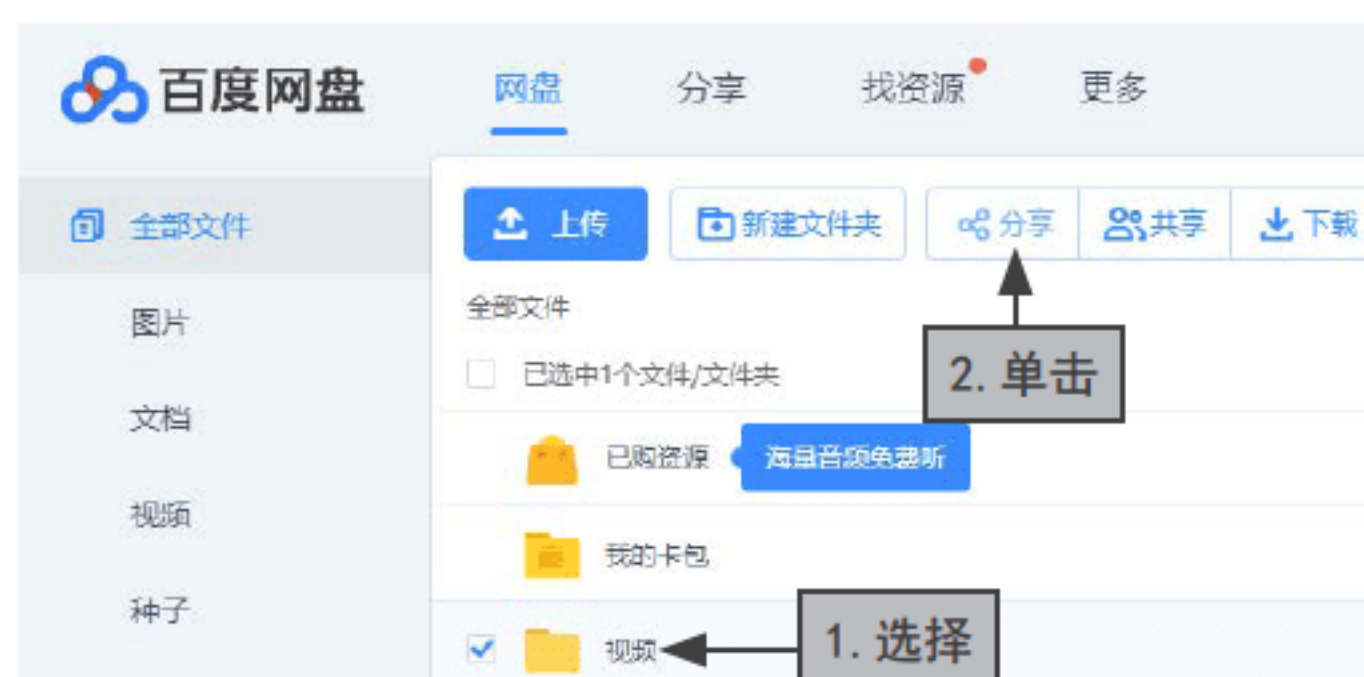 百度网盘 网盘 分享 找资源 更多
全部文件 上传 新建文件夹 分享 共享 下载
图片
文档
视频
种子
全部文件
已选中1个文件/文件夹
2. 单击
已购资源 海量音频免费听
我的卡包
视频 1. 选择